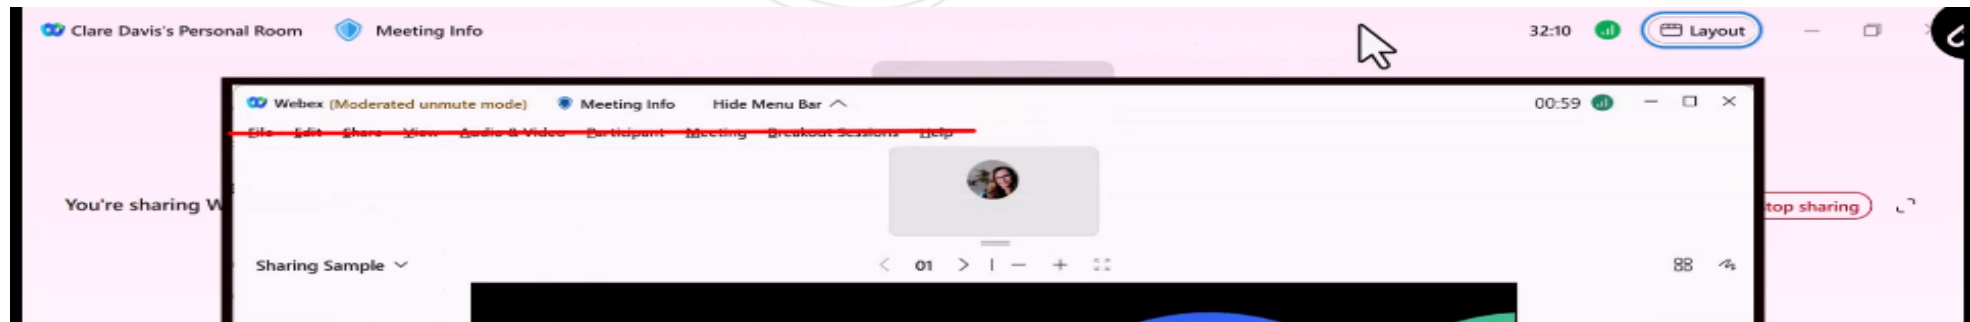 Clare Davis's Personal Room Meeting Info 32:10 Layout
Webex (Moderated unmute mode) Meeting Info Hide Menu Bar 00:59
File Edit Share View Audio & Video Participant Meeting Breakout Sessions Help
You're sharing W top sharing
Sharing Sample 01